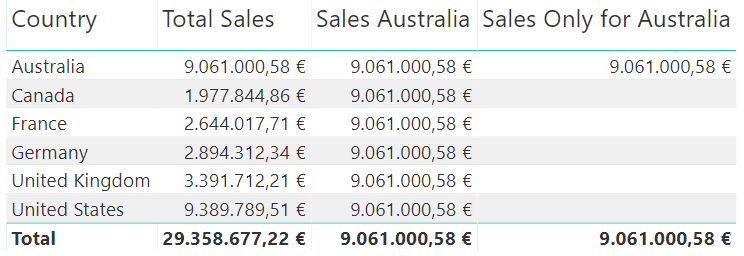 Country Total Sales Sales Australia Sales Only for Australia
Australia 9.061.000,58 € 9.061.000,58 € 9.061.000,58 €
Canada 1.977.844,86 € 9.061.000,58 €
France 2.644.017,71 € 9.061.000,58 €
Germany 2.894.312,34 € 9.061.000,58 €
United Kingdom 3.391.712,21 € 9.061.000,58 €
United States 9.389.789,51 € 9.061.000,58 €
Total 29.358.677,22 € 9.061.000,58 € 9.061.000,58 €